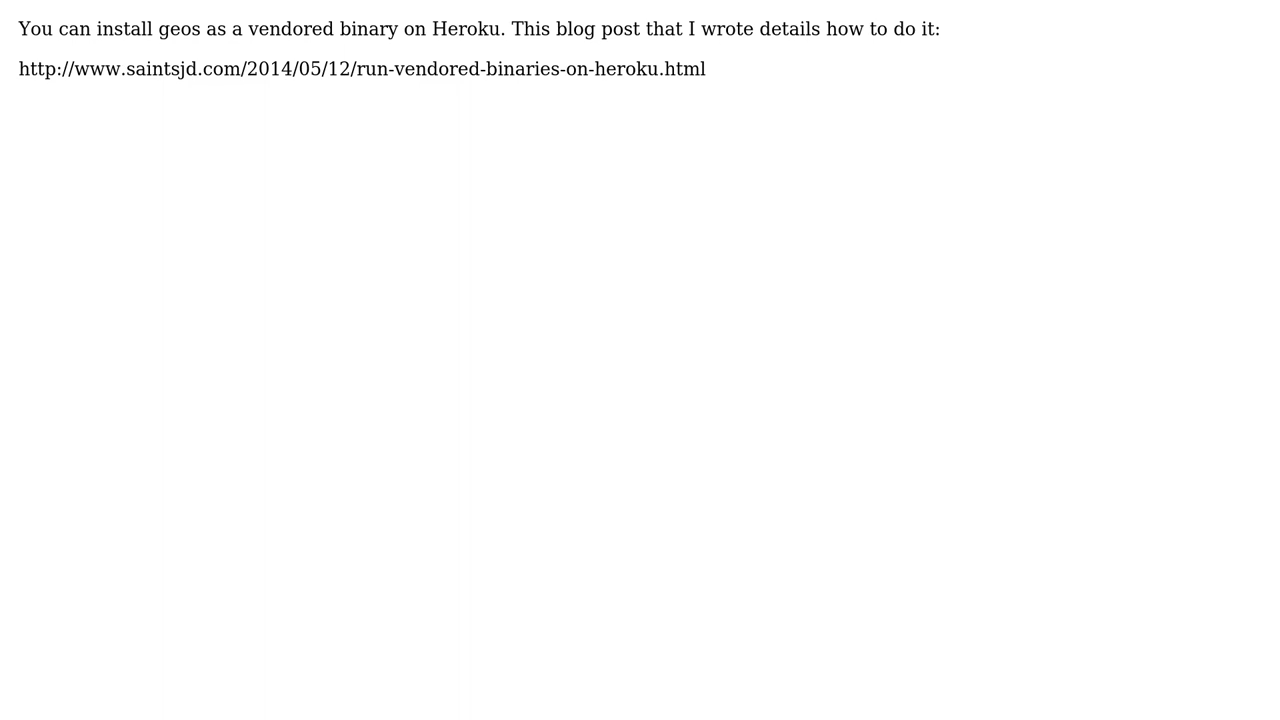 You can install geos as a vendored binary on Heroku. This blog post that I wrote details how to do it:
http://www.saintsjd.com/2014/05/12/run-vendored-binaries-on-heroku.html